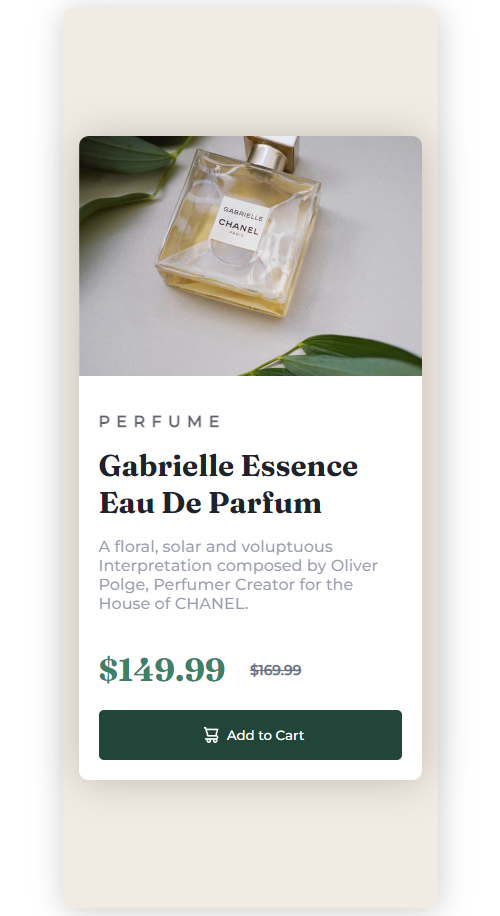 GABRIELLE
CHANEL
PARIS
PERFUME
Gabrielle Essence
Eau De Parfum
A floral, solar and voluptuous
Interpretation composed by Oliver
Polge, Perfumer Creator for the
House of CHANEL.
$149.99 $169.99
Add to Cart